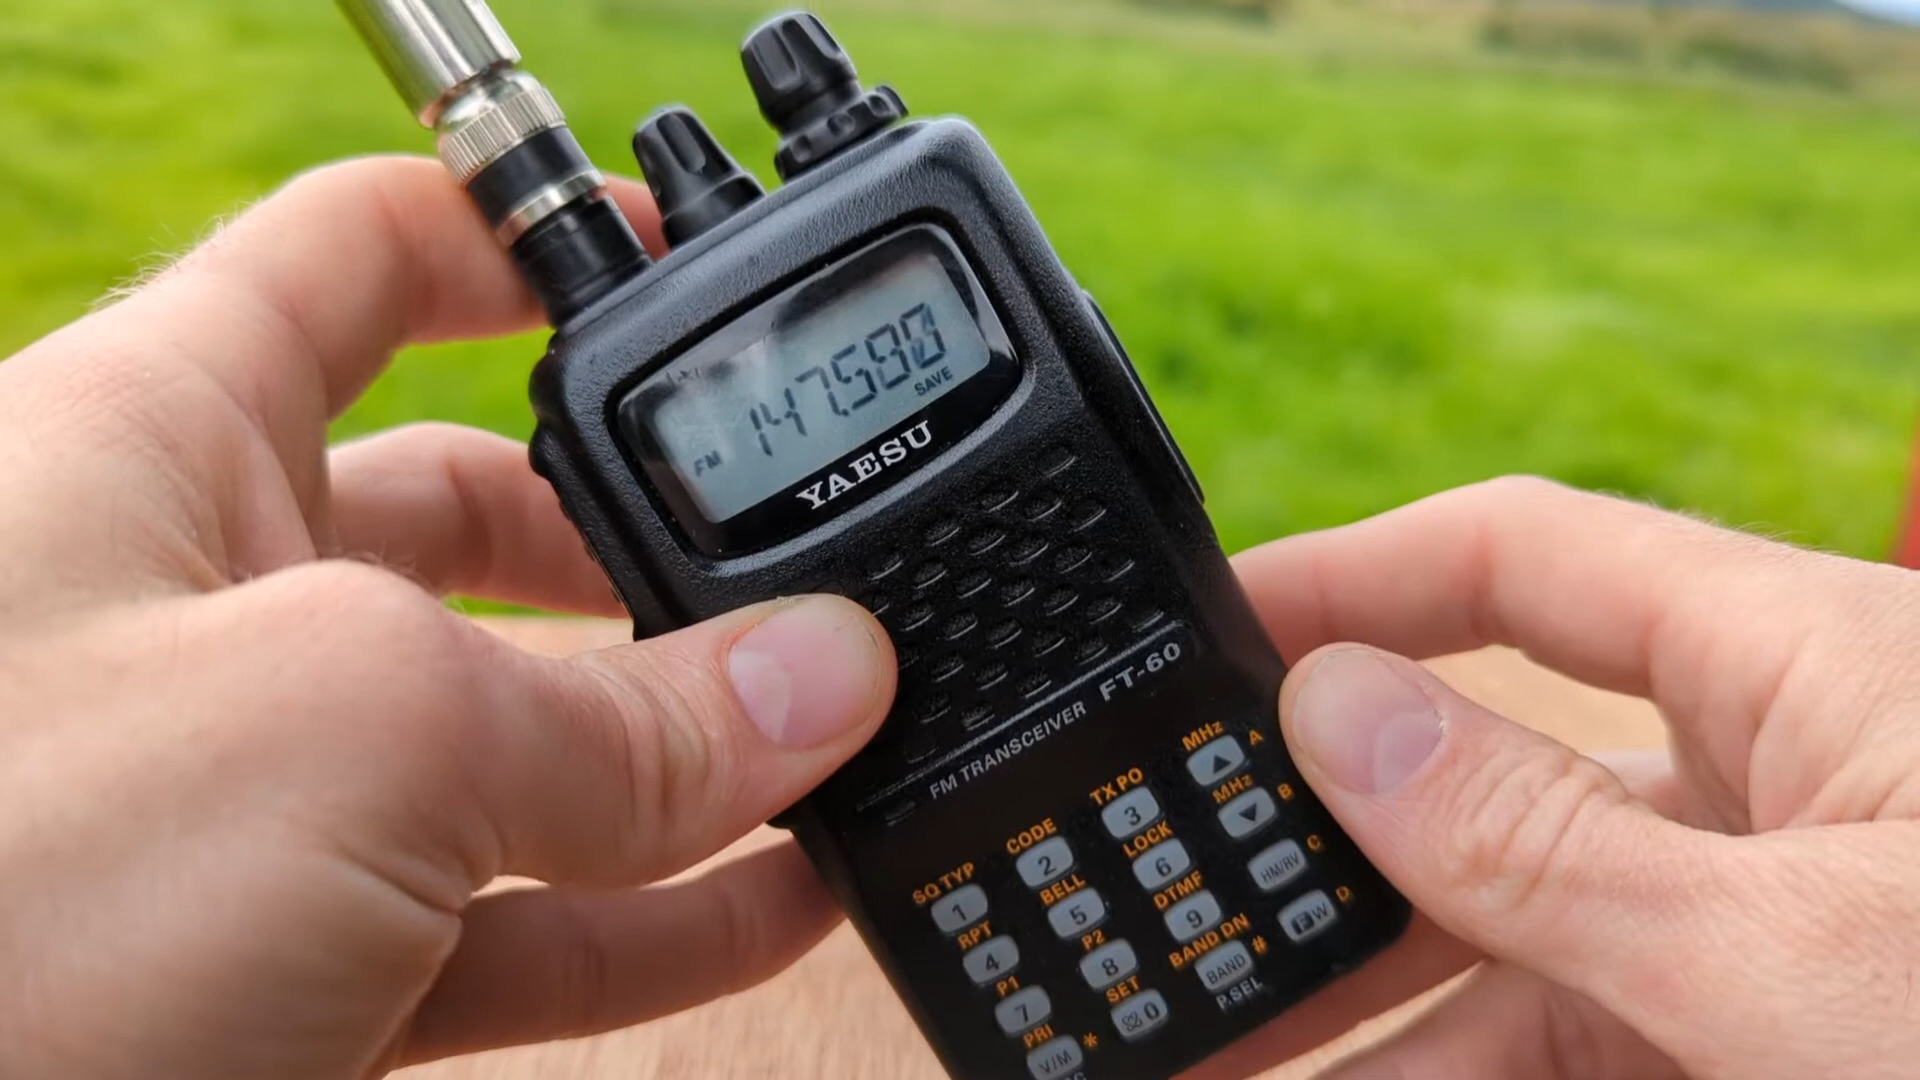 147.580
SAVE
FM
YAESU
FM TRANSCEIVER FT-60
MHz A
MHz B
HM/RV C
F W D
SQ TYP CODE TX PO
1 2 3
RPT BELL LOCK
4 5 6
P1 P2 DTMF
7 8 9
PRI SET BAND DN
V/M * 0 BAND #
P.SEL